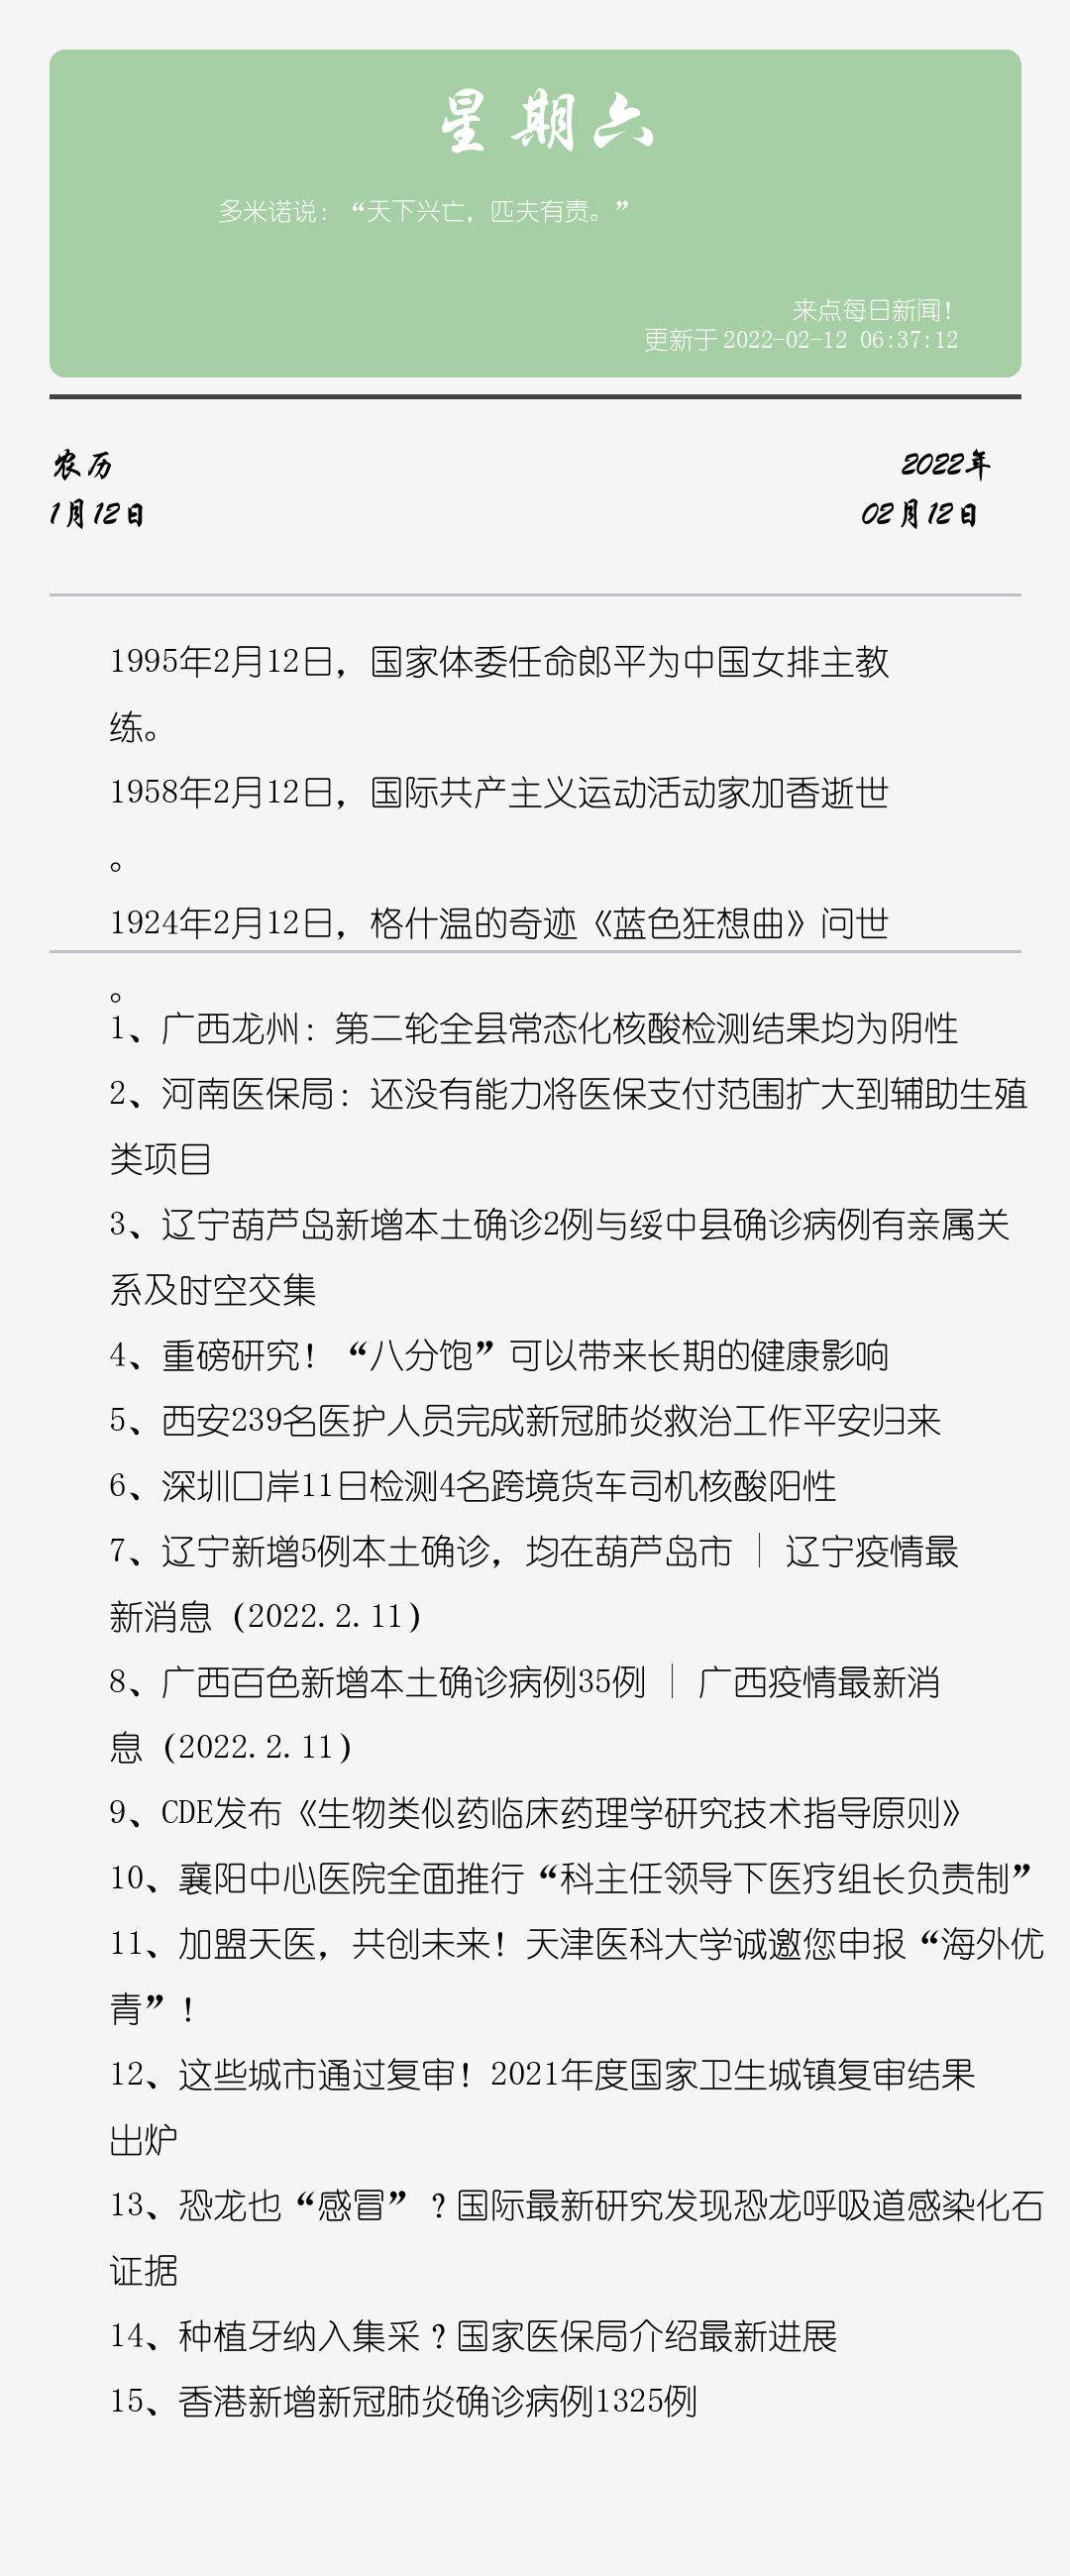 星期六
多米诺说：“天下兴亡，匹夫有责。”
来点每日新闻！
更新于 2022-02-12 06:37:12
农历
2022年
1月12日
02月12日
1995年2月12日，国家体委任命郎平为中国女排主教
练。
1958年2月12日，国际共产主义运动活动家加香逝世
。
1924年2月12日，格什温的奇迹《蓝色狂想曲》问世
。
1、广西龙州：第二轮全县常态化核酸检测结果均为阴性
2、河南医保局：还没有能力将医保支付范围扩大到辅助生殖
类项目
3、辽宁葫芦岛新增本土确诊2例与绥中县确诊病例有亲属关
系及时空交集
4、重磅研究！“八分饱”可以带来长期的健康影响
5、西安239名医护人员完成新冠肺炎救治工作平安归来
6、深圳口岸11日检测4名跨境货车司机核酸阳性
7、辽宁新增5例本土确诊，均在葫芦岛市｜辽宁疫情最
新消息（2022.2.11）
8、广西百色新增本土确诊病例35例｜广西疫情最新消
息（2022.2.11）
9、CDE发布《生物类似药临床药理学研究技术指导原则》
10、襄阳中心医院全面推行“科主任领导下医疗组长负责制”
11、加盟天医，共创未来！天津医科大学诚邀您申报“海外优
青”！
12、这些城市通过复审！2021年度国家卫生城镇复审结果
出炉
13、恐龙也“感冒”？国际最新研究发现恐龙呼吸道感染化石
证据
14、种植牙纳入集采？国家医保局介绍最新进展
15、香港新增新冠肺炎确诊病例1325例